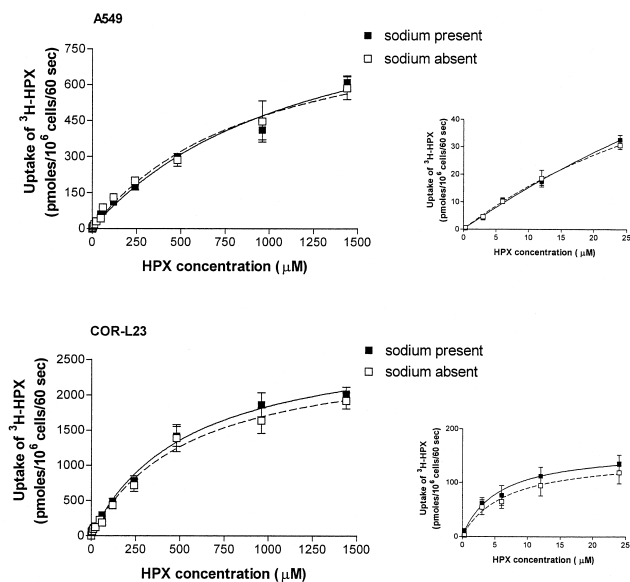 A549
sodium present
sodium absent
Uptake of ³H-HPX
(pmoles/10⁶ cells/60 sec)
750
600
450
300
150
0
0 250 500 750 1000 1250 1500
HPX concentration ( μM)
Uptake of ³H-HPX
(pmoles/10⁶ cells/60 sec)
40
30
20
10
0
0 5 10 15 20 25
HPX concentration ( μM)
COR-L23
sodium present
sodium absent
Uptake of ³H-HPX
(pmoles/10⁶ cells/60 sec)
2500
2000
1500
1000
500
0
0 250 500 750 1000 1250 1500
HPX concentration ( μM)
Uptake of ³H-HPX
(pmoles/10⁶ cells/60 sec)
200
100
0
0 5 10 15 20 25
HPX concentration ( μM)